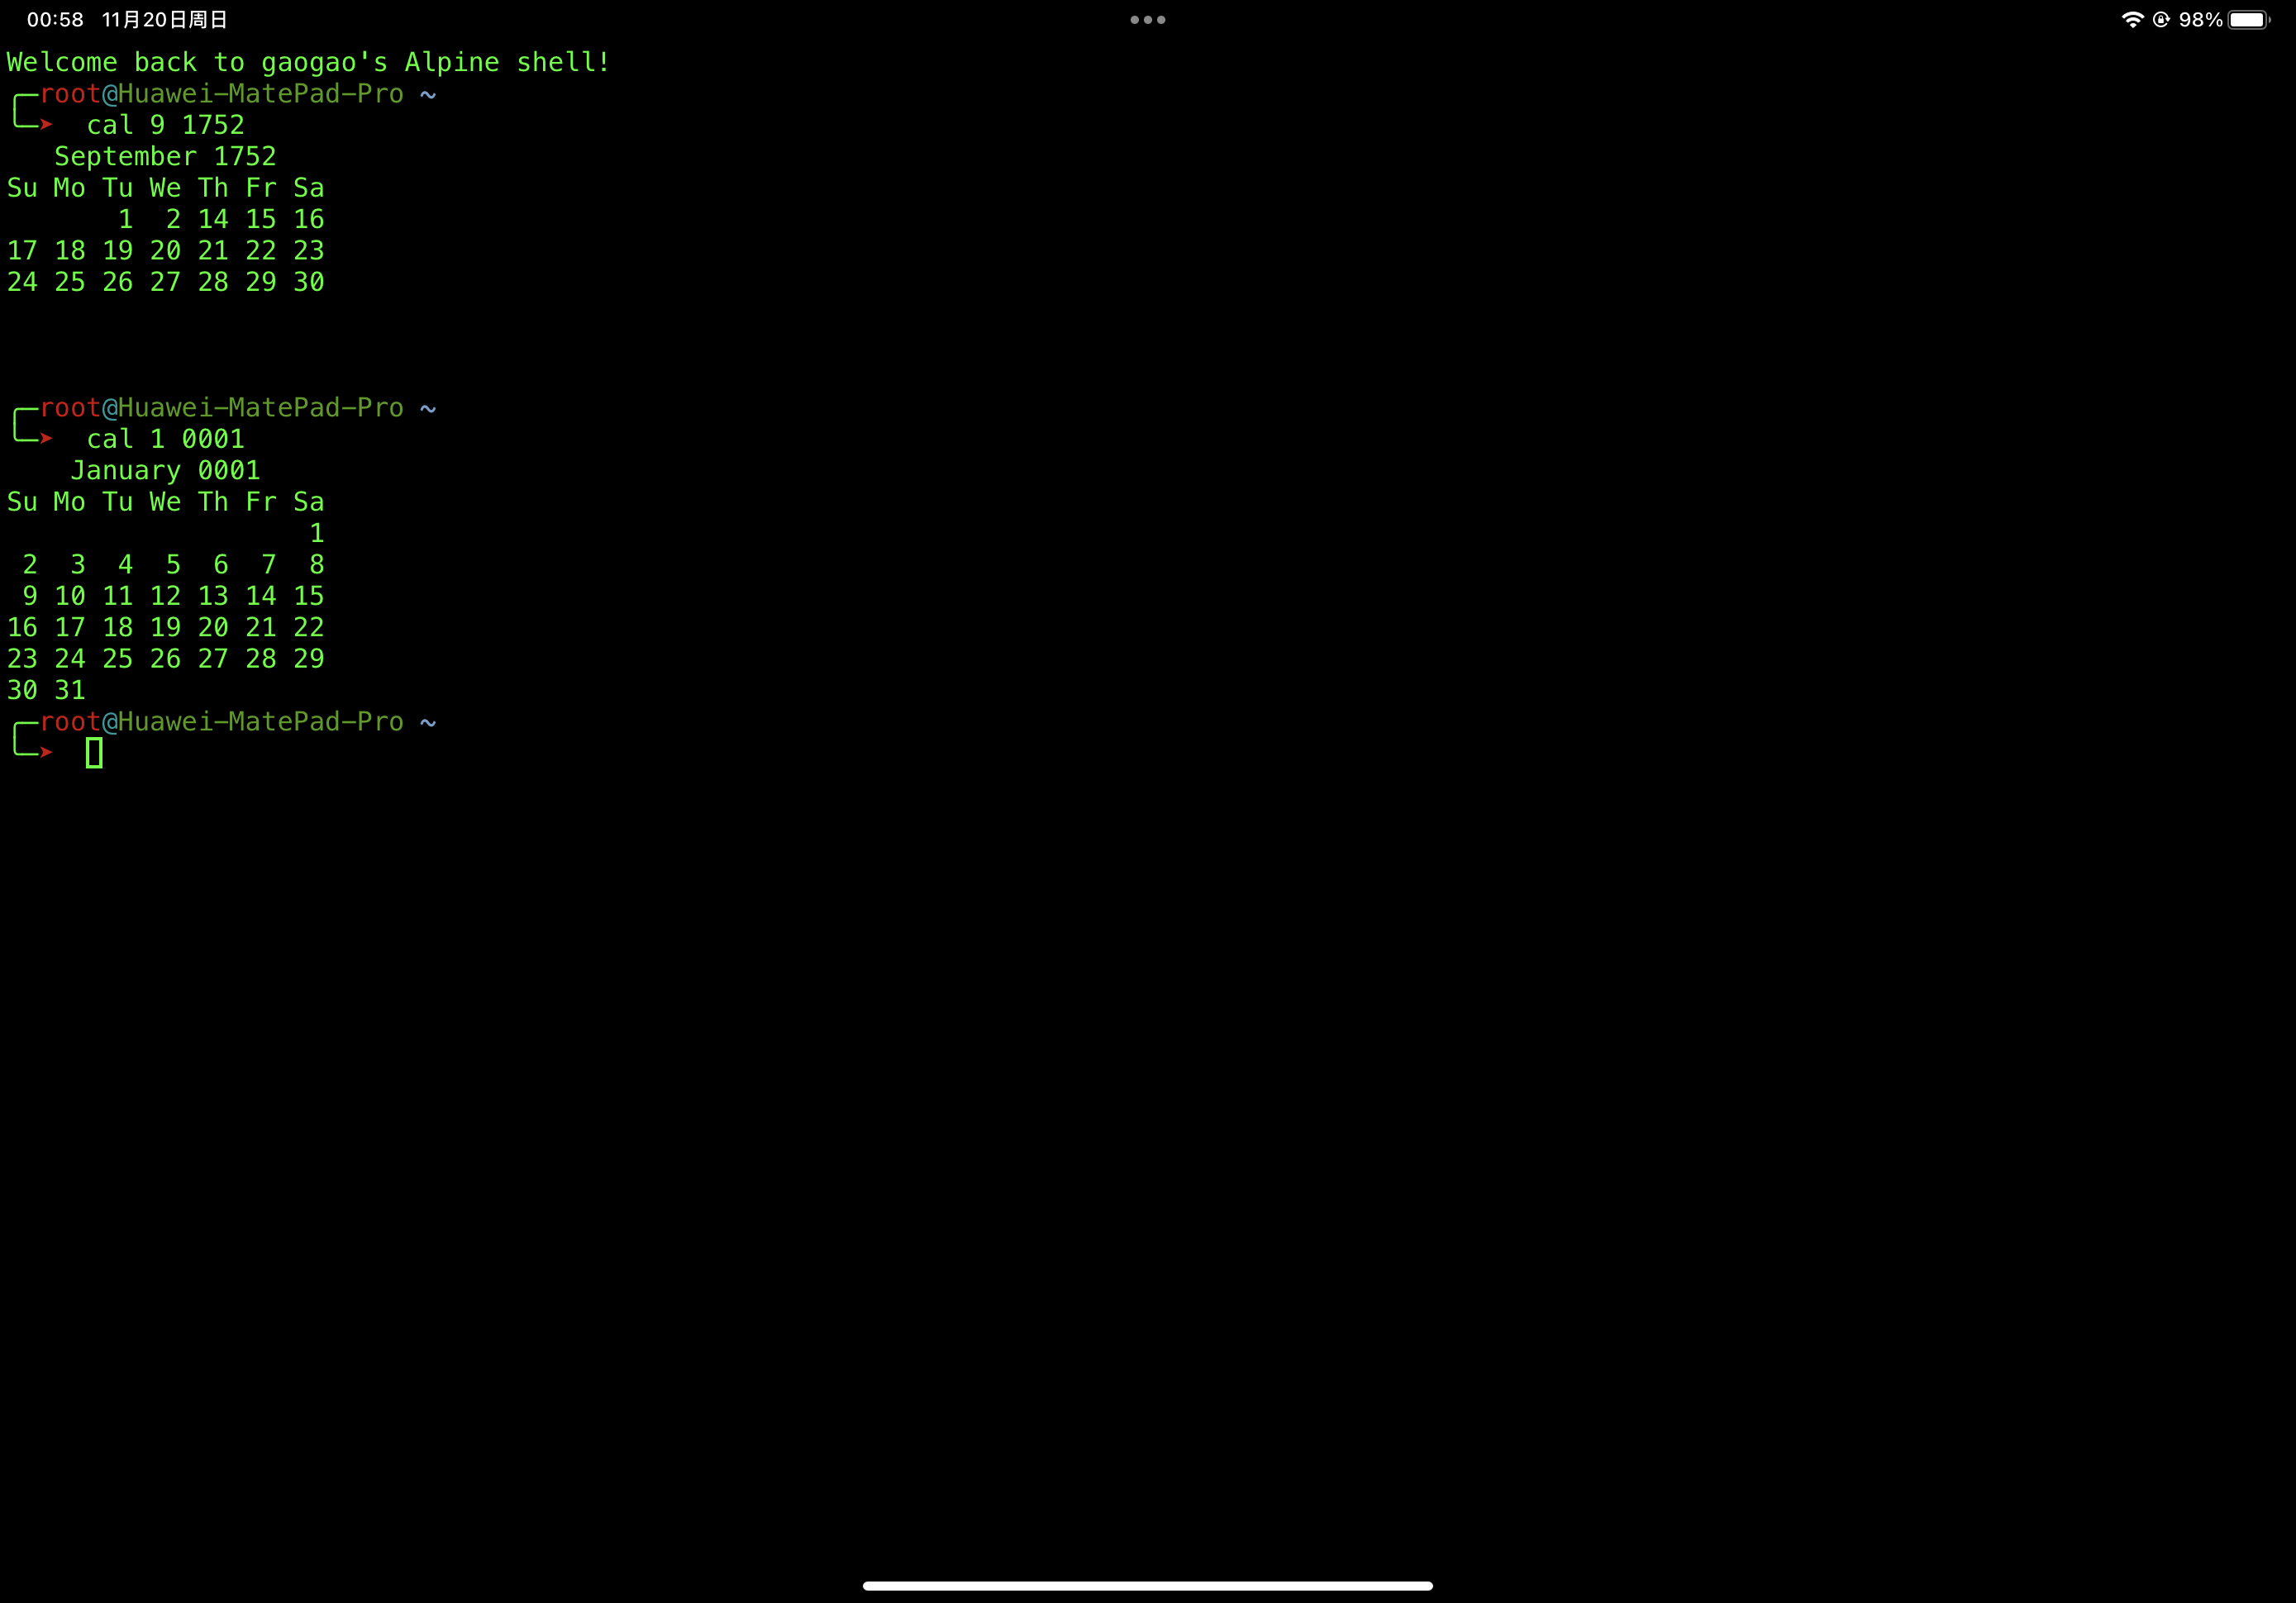 00:58 11月20日周日 98%
Welcome back to gaogao's Alpine shell!
╭─root@Huawei-MatePad-Pro ~
╰─➤  cal 9 1752
   September 1752
Su Mo Tu We Th Fr Sa
       1  2 14 15 16
17 18 19 20 21 22 23
24 25 26 27 28 29 30
╭─root@Huawei-MatePad-Pro ~
╰─➤  cal 1 0001
    January 0001
Su Mo Tu We Th Fr Sa
                   1
 2  3  4  5  6  7  8
 9 10 11 12 13 14 15
16 17 18 19 20 21 22
23 24 25 26 27 28 29
30 31
╭─root@Huawei-MatePad-Pro ~
╰─➤